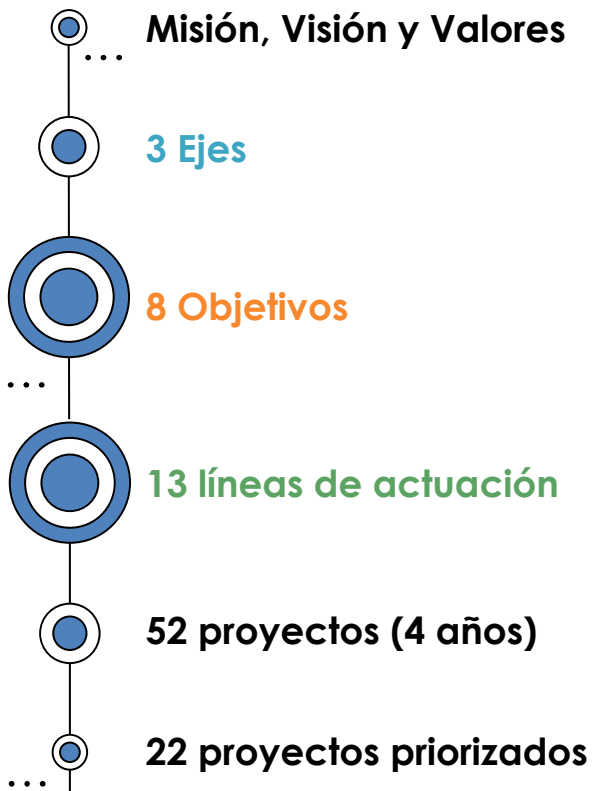 Misión, Visión y Valores
...
3 Ejes
8 Objetivos
...
13 líneas de actuación
52 proyectos (4 años)
22 proyectos priorizados
...